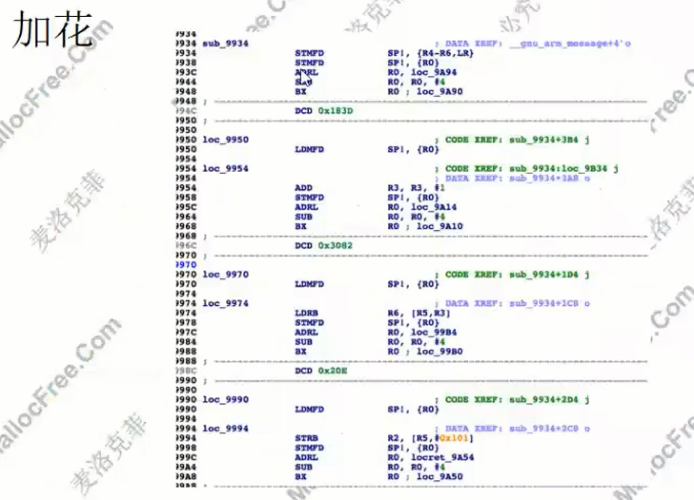 加花
9934
9934 sub_9934 ; DATA XREF: __gnu_arm_message+4↑o
9934 STMFD SP!, {R4-R6,LR}
9938 STMFD SP!, {R0}
993C ADRL R0, loc_9A94
9944 SUB R0, R0, #4
9948 BX R0 ; loc_9A90
9948 ;
994C DCD 0x183D
9950 ;
9950
9950 loc_9950 ; CODE XREF: sub_9934+3B4 j
9950 LDMFD SP!, {R0}
9954
9954 loc_9954 ; CODE XREF: sub_9934:loc_9B34 j
9954 ; DATA XREF: sub_9934+3A8 o
9954 ADD R3, R3, #1
9958 STMFD SP!, {R0}
995C ADRL R0, loc_9A14
9964 SUB R0, R0, #4
9968 BX R0 ; loc_9A10
9968 ;
996C DCD 0x3082
9970 ;
9970
9970 loc_9970 ; CODE XREF: sub_9934+1D4 j
9970 LDMFD SP!, {R0}
9974
9974 loc_9974 ; DATA XREF: sub_9934+1C8 o
9974 LDRB R6, [R5,R3]
9978 STMFD SP!, {R0}
997C ADRL R0, loc_99B4
9984 SUB R0, R0, #4
9988 BX R0 ; loc_99B0
9988 ;
998C DCD 0x20E
9990 ;
9990
9990 loc_9990 ; CODE XREF: sub_9934+2D4 j
9990 LDMFD SP!, {R0}
9994
9994 loc_9994 ; DATA XREF: sub_9934+2C8 o
9994 STRB R2, [R5,#0x101]
9998 STMFD SP!, {R0}
999C ADRL R0, locret_9A54
99A4 SUB R0, R0, #4
99A8 BX R0 ; loc_9A50
99A8
麦洛克菲
MallocFree.Com